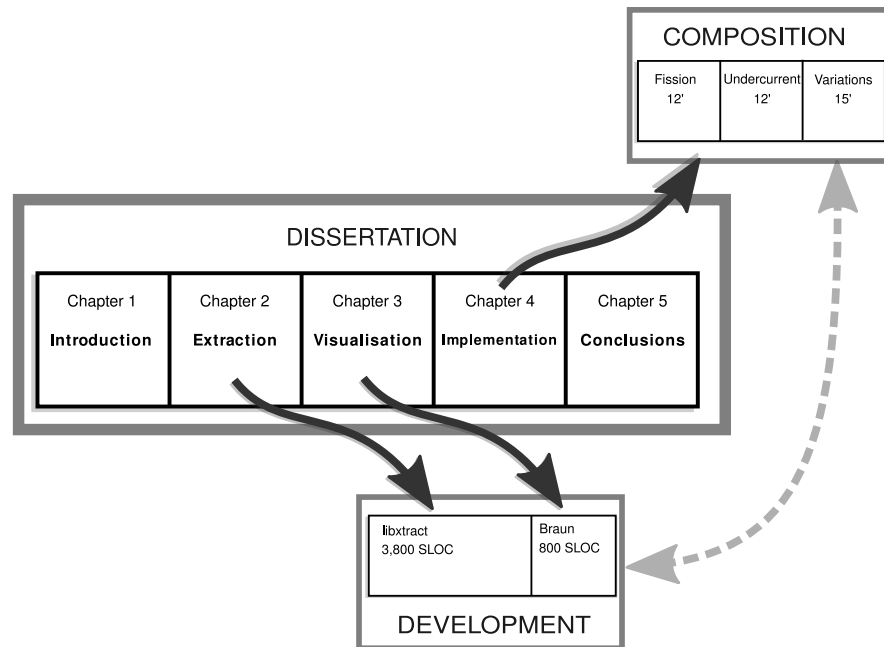 COMPOSITION
Fission
12'
Undercurrent
12'
Variations
15'
DISSERTATION
Chapter 1
Introduction
Chapter 2
Extraction
Chapter 3
Visualisation
Chapter 4
Implementation
Chapter 5
Conclusions
libxtract
3,800 SLOC
Braun
800 SLOC
DEVELOPMENT